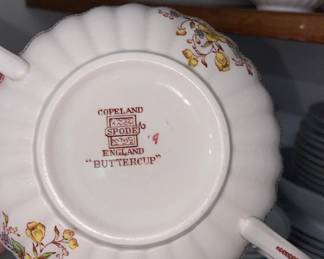 COPELAND
SPODE
ENGLAND
"BUTTERCUP"